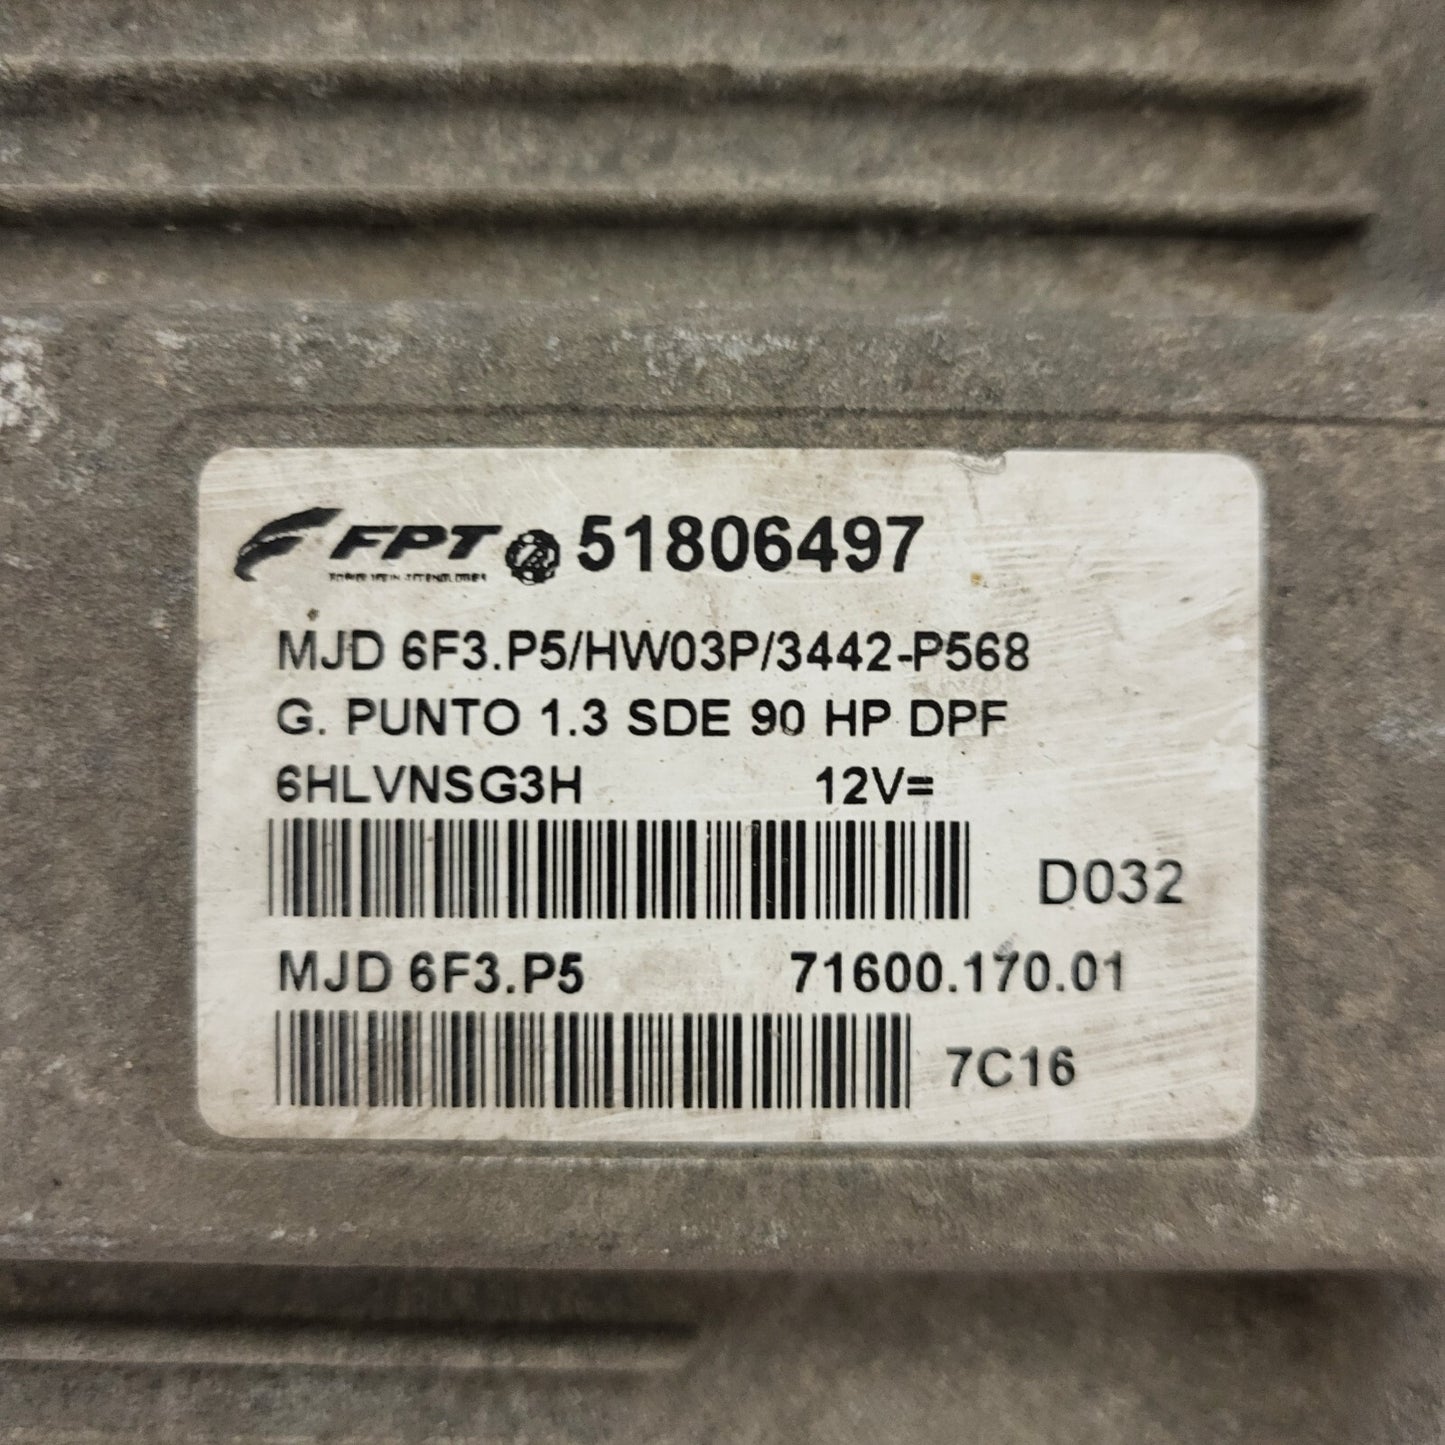 FPT 51806497
MJD 6F3.P5/HW03P/3442-P568
G. PUNTO 1.3 SDE 90 HP DPF
6HLVNSG3H 12V=
D032
MJD 6F3.P5 71600.170.01
7C16